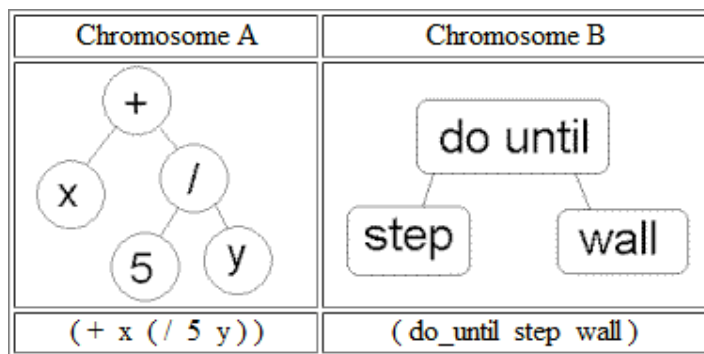 Chromosome A
Chromosome B
+
x
/
5
y
do until
step
wall
( + x ( / 5 y ) )
( do_until step wall )